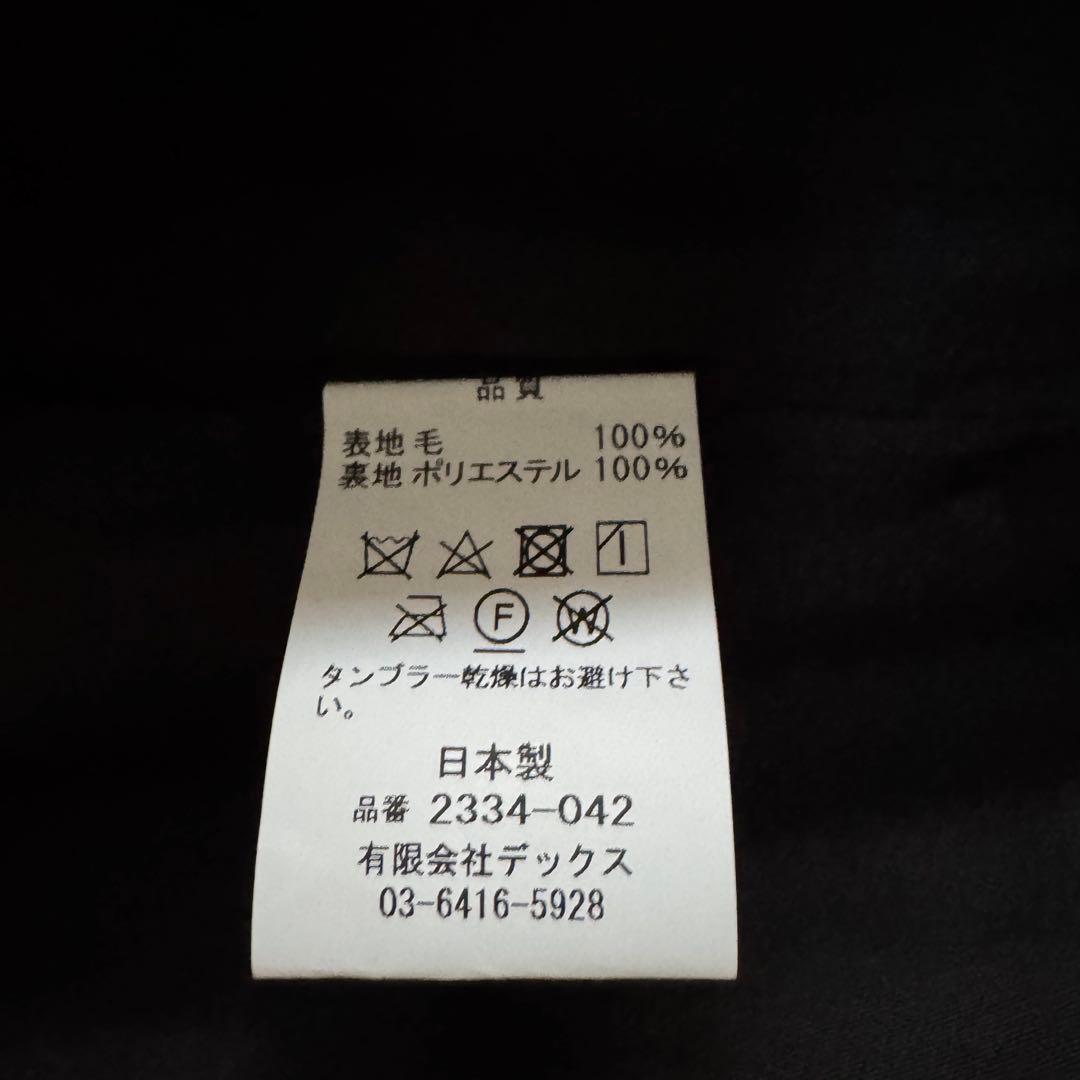 品質
表地 毛 100%
裏地 ポリエステル 100%
F
W
タンブラー乾燥はお避け下さ
い。
日本製
品番 2334-042
有限会社デックス
03-6416-5928